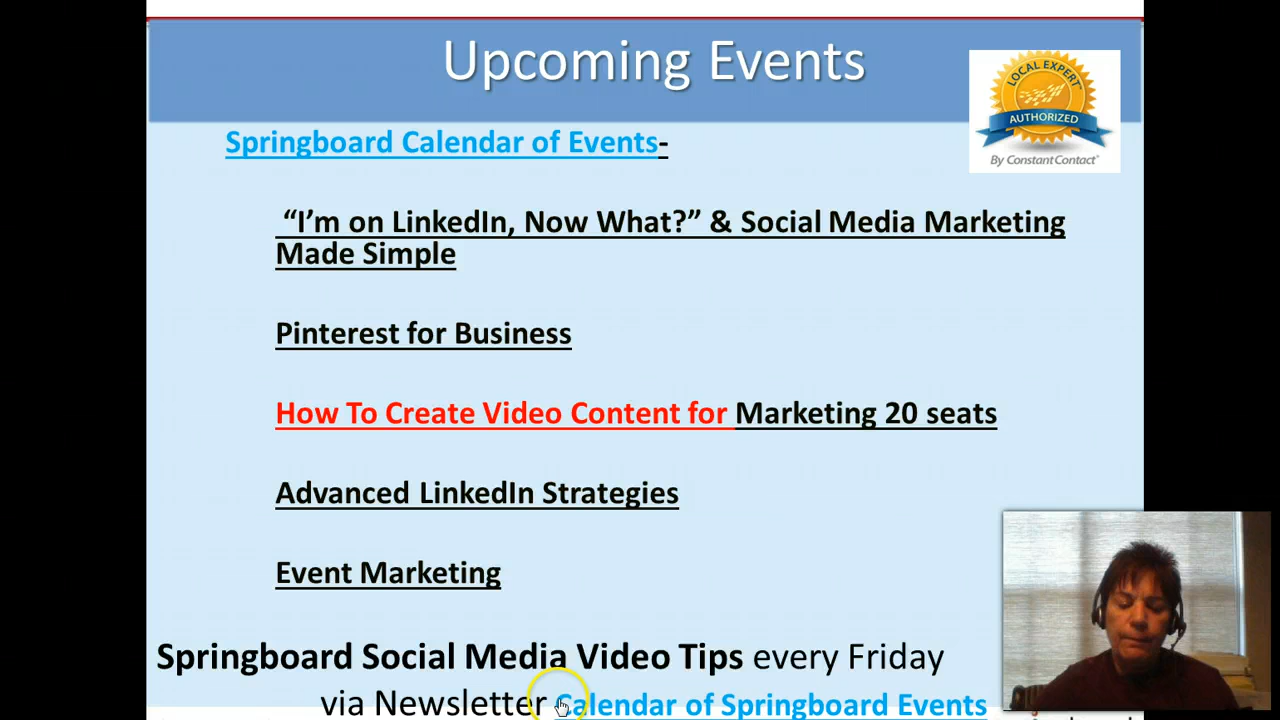 Upcoming Events
LOCAL EXPERT
AUTHORIZED
By Constant Contact®
Springboard Calendar of Events-
“I’m on LinkedIn, Now What?” & Social Media Marketing
Made Simple
Pinterest for Business
How To Create Video Content for Marketing 20 seats
Advanced LinkedIn Strategies
Event Marketing
Springboard Social Media Video Tips every Friday
via Newsletter Calendar of Springboard Events